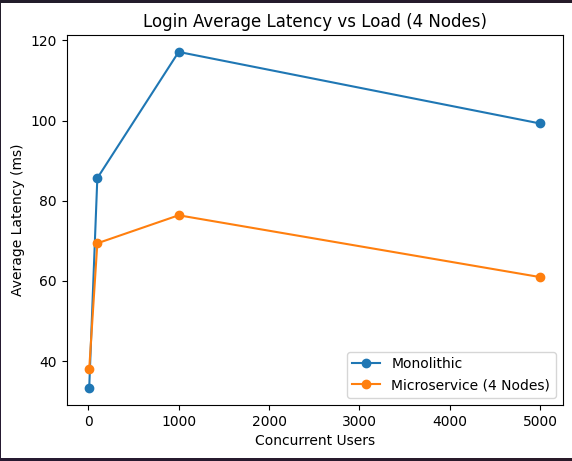 Login Average Latency vs Load (4 Nodes)
120
100
80
60
40
Average Latency (ms)
Monolithic
Microservice (4 Nodes)
0 1000 2000 3000 4000 5000
Concurrent Users